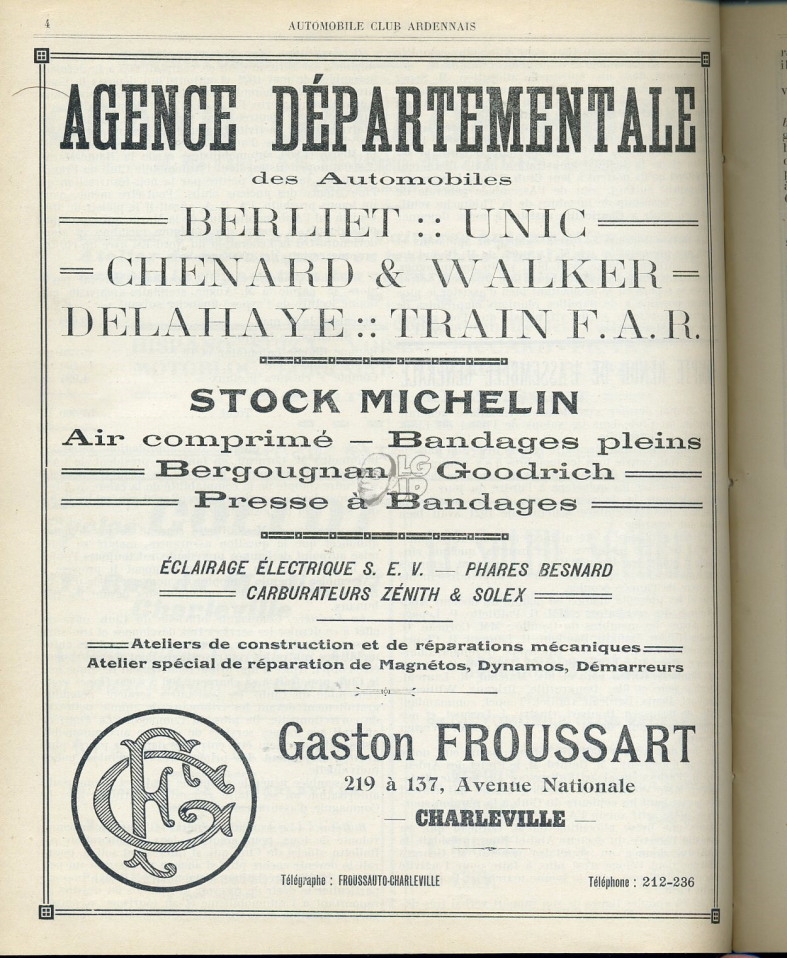 4
AUTOMOBILE CLUB ARDENNAIS
AGENCE DÉPARTEMENTALE
des Automobiles
BERLIET :: UNIC
CHENARD & WALKER
DELAHAYE :: TRAIN F. A. R.
STOCK MICHELIN
Air comprimé — Bandages pleins
Bergougnan Goodrich
Presse à Bandages
ÉCLAIRAGE ÉLECTRIQUE S. E. V. — PHARES BESNARD
CARBURATEURS ZÉNITH & SOLEX
Ateliers de construction et de réparations mécaniques
Atelier spécial de réparation de Magnétos, Dynamos, Démarreurs
Gaston FROUSSART
219 à 137, Avenue Nationale
— CHARLEVILLE —
Télégraphe : FROUSSAUTO-CHARLEVILLE
Téléphone : 212-236